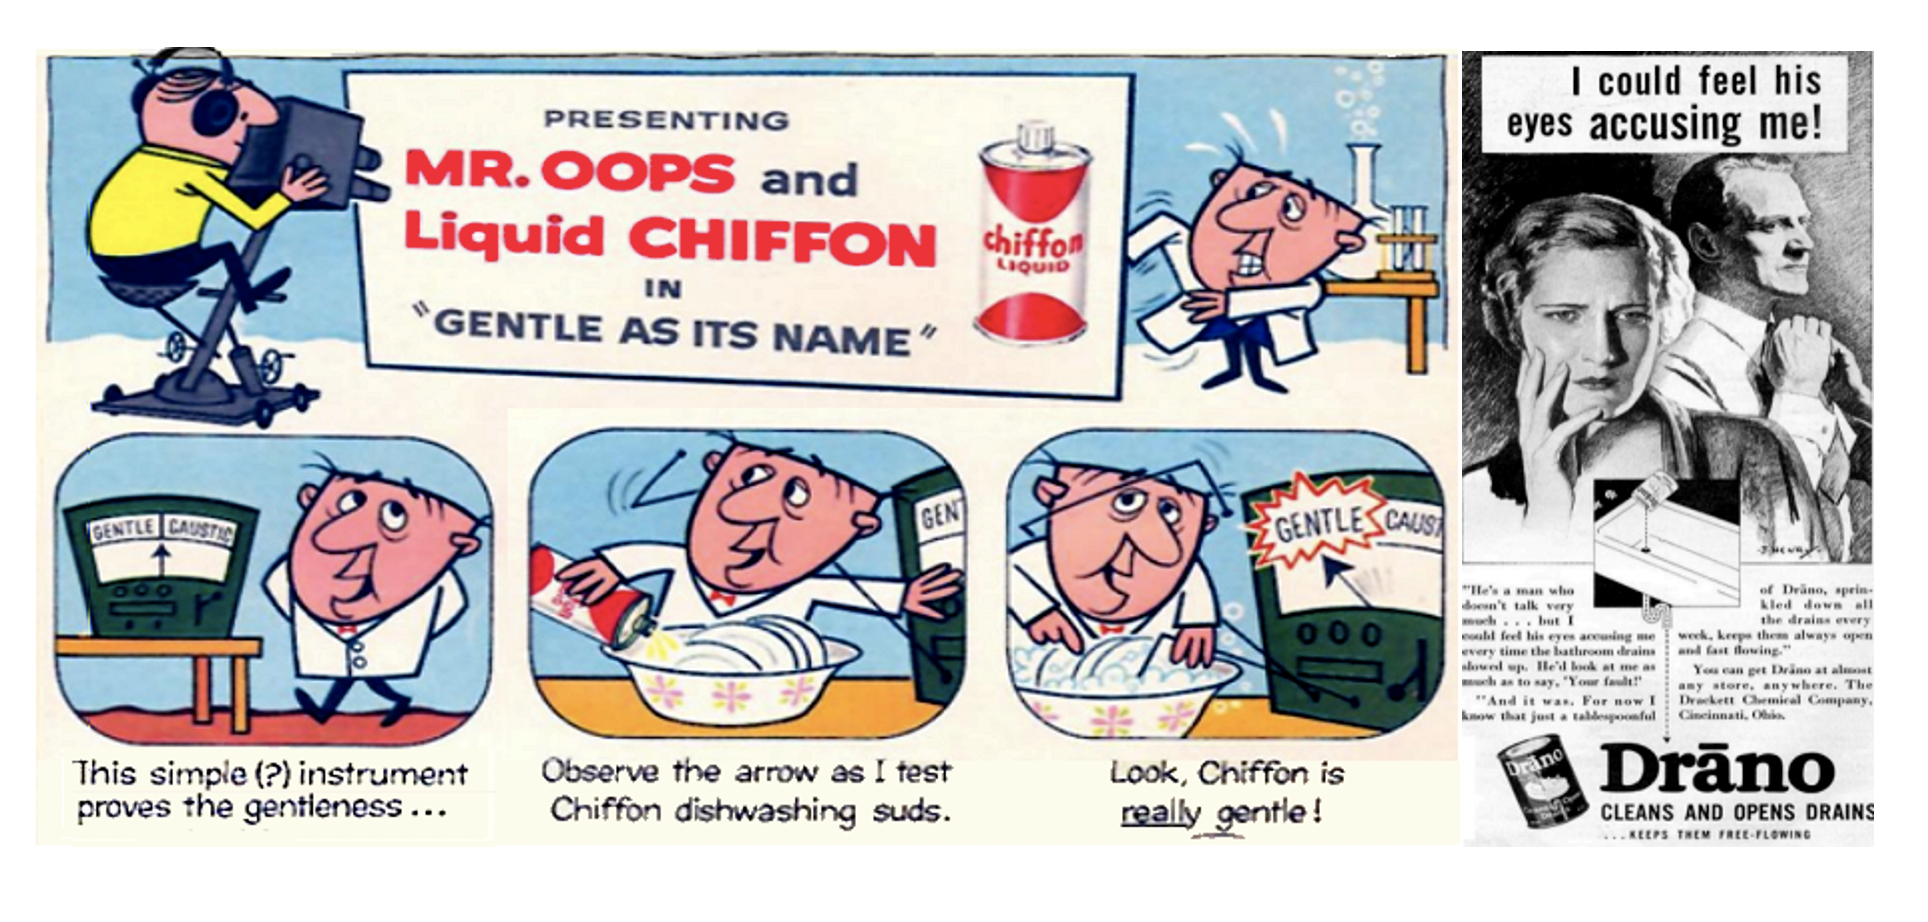 PRESENTING
MR. OOPS and
Liquid CHIFFON
IN
"GENTLE AS ITS NAME"
chiffon
LIQUID
GENTLE CAUSTIC
This simple (?) instrument
proves the gentleness ...
GENT
Observe the arrow as I test
Chiffon dishwashing suds.
GENTLE CAUST
Look, Chiffon is
really gentle!
I could feel his
eyes accusing me!
"He's a man who
doesn't talk very
much . . . but I
could feel his eyes accusing me
every time the bathroom drains
slowed up. He'd look at me as
much as to say, 'Your fault!'
"And it was. For now I
know that just a tablespoonful
of Drāno, sprin-
kled down all
the drains every
week, keeps them always open
and fast flowing."
You can get Drāno at almost
any store, anywhere. The
Drackett Chemical Company,
Cincinnati, Ohio.
Drāno
Drāno
CLEANS AND OPENS DRAINS
. . . KEEPS THEM FREE-FLOWING